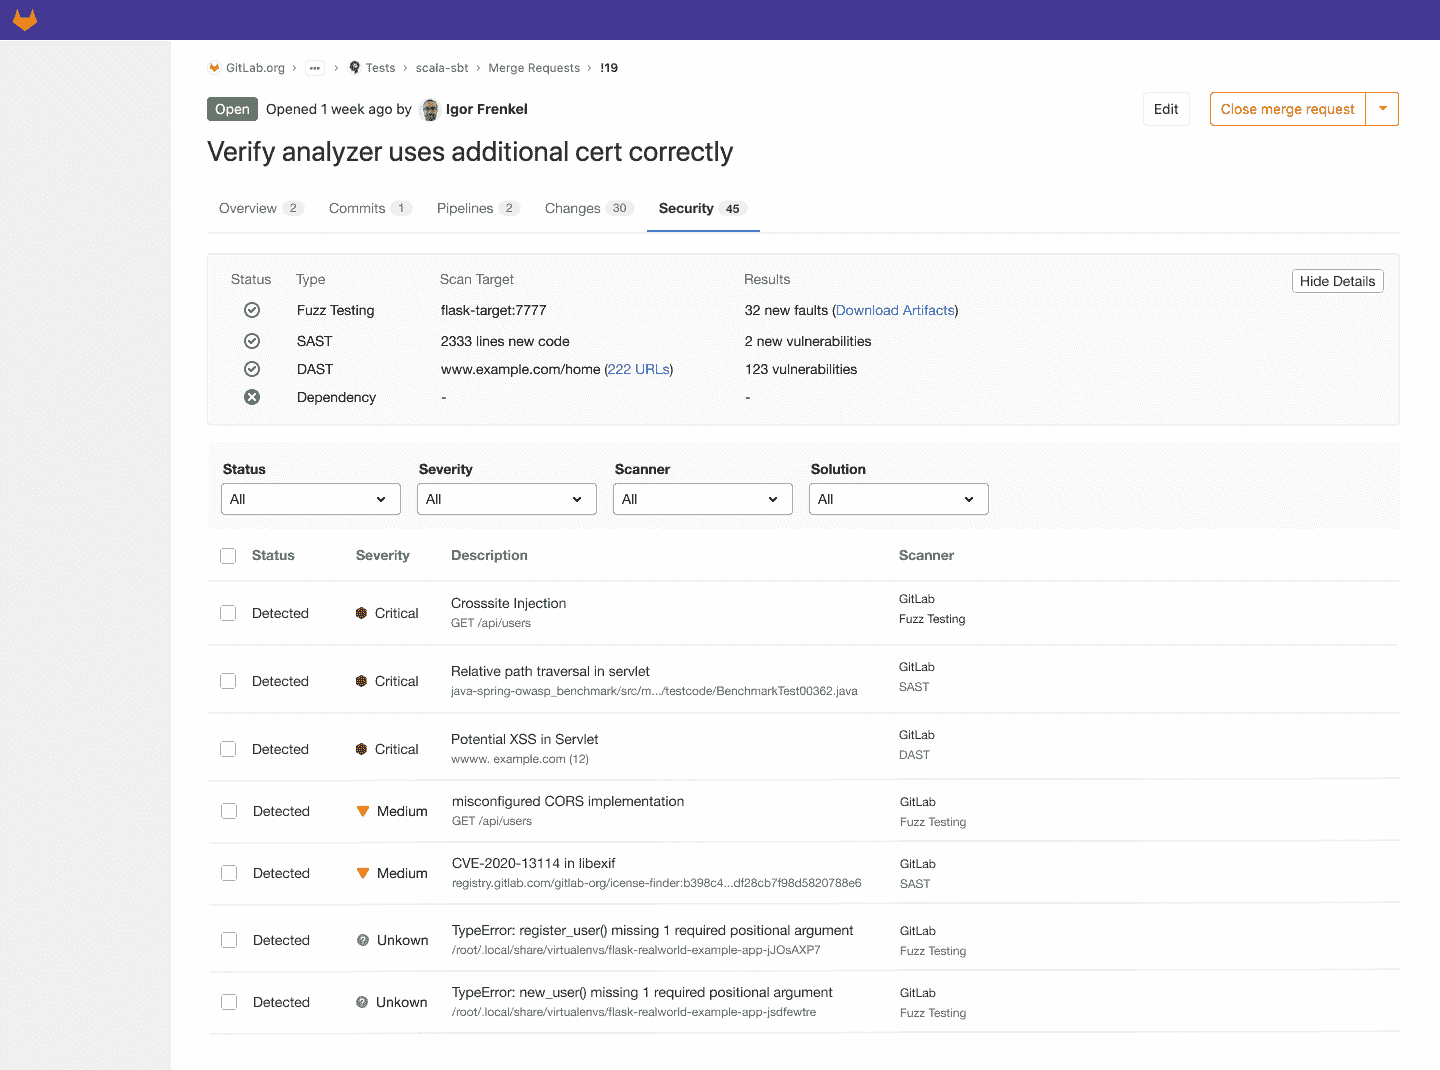 GitLab.org › ··· › Tests › scala-sbt › Merge Requests › !19
Open Opened 1 week ago by Igor Frenkel Edit Close merge request
Verify analyzer uses additional cert correctly
Overview 2 Commits 1 Pipelines 2 Changes 30 Security 45
Status Type Scan Target Results Hide Details
Fuzz Testing flask-target:7777 32 new faults (Download Artifacts)
SAST 2333 lines new code 2 new vulnerabilities
DAST www.example.com/home (222 URLs) 123 vulnerabilities
Dependency - -
Status Severity Scanner Solution
All All All All
Status Severity Description Scanner
Detected Critical Crosssite Injection GitLab
GET /api/users Fuzz Testing
Detected Critical Relative path traversal in servlet GitLab
java-spring-owasp_benchmark/src/m.../testcode/BenchmarkTest00362.java SAST
Detected Critical Potential XSS in Servlet GitLab
wwww. example.com (12) DAST
Detected Medium misconfigured CORS implementation GitLab
GET /api/users Fuzz Testing
Detected Medium CVE-2020-13114 in libexif GitLab
registry.gitlab.com/gitlab-org/icense-finder:b398c4...df28cb7f98d5820788e6 SAST
Detected Unkown TypeError: register_user() missing 1 required positional argument GitLab
/root/.local/share/virtualenvs/flask-realworld-example-app-jJOsAXP7 Fuzz Testing
Detected Unkown TypeError: new_user() missing 1 required positional argument GitLab
/root/.local/share/virtualenvs/flask-realworld-example-app-jsdfewtre Fuzz Testing